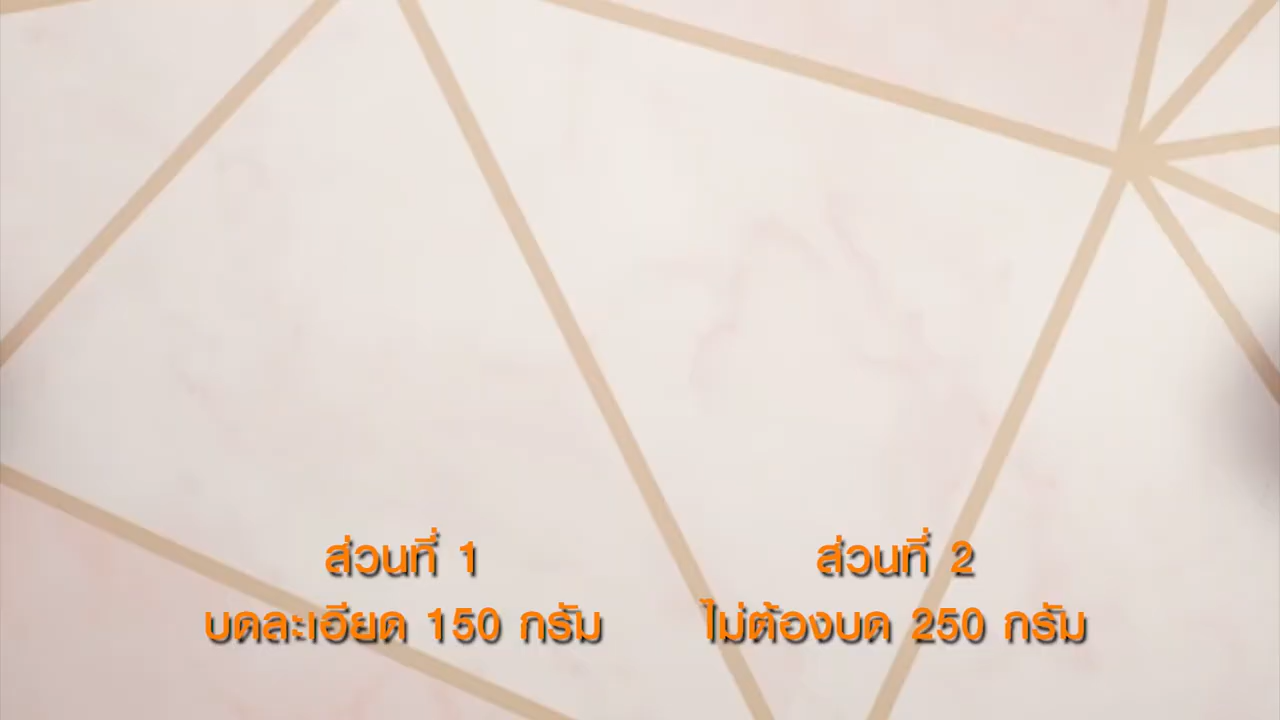 ส่วนที่ 1
บดละเอียด 150 กรัม
ส่วนที่ 2
ไม่ต้องบด 250 กรัม